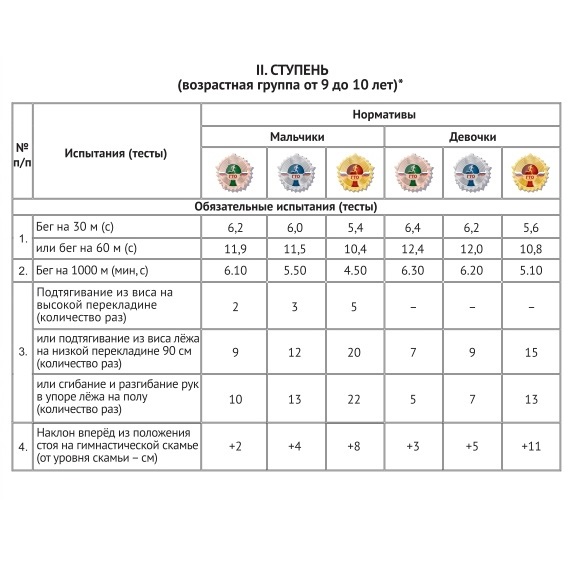 II. СТУПЕНЬ
(возрастная группа от 9 до 10 лет)*
№ п/п
Испытания (тесты)
Нормативы
Мальчики
Девочки
ГТО ГТО ГТО ГТО ГТО ГТО
Обязательные испытания (тесты)
1. Бег на 30 м (с) 6,2 6,0 5,4 6,4 6,2 5,6
или бег на 60 м (с) 11,9 11,5 10,4 12,4 12,0 10,8
2. Бег на 1000 м (мин, с) 6.10 5.50 4.50 6.30 6.20 5.10
3.
Подтягивание из виса на
высокой перекладине
(количество раз)
2 3 5 – – –
или подтягивание из виса лёжа
на низкой перекладине 90 см
(количество раз)
9 12 20 7 9 15
или сгибание и разгибание рук
в упоре лёжа на полу
(количество раз)
10 13 22 5 7 13
4.
Наклон вперёд из положения
стоя на гимнастической скамье
(от уровня скамьи – см)
+2 +4 +8 +3 +5 +11